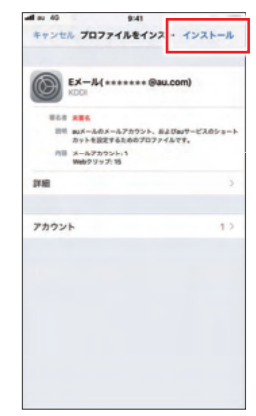 au 4G 9:41
キャンセル プロファイルをインス・ インストール
Eメール(*******@au.com)
KDDI
署名者 未署名
説明 auメールのメールアカウント、およびauサービスのショート
カットを設定するためのプロファイルです。
内容 メールアカウント: 1
Webクリップ: 15
詳細
アカウント 1